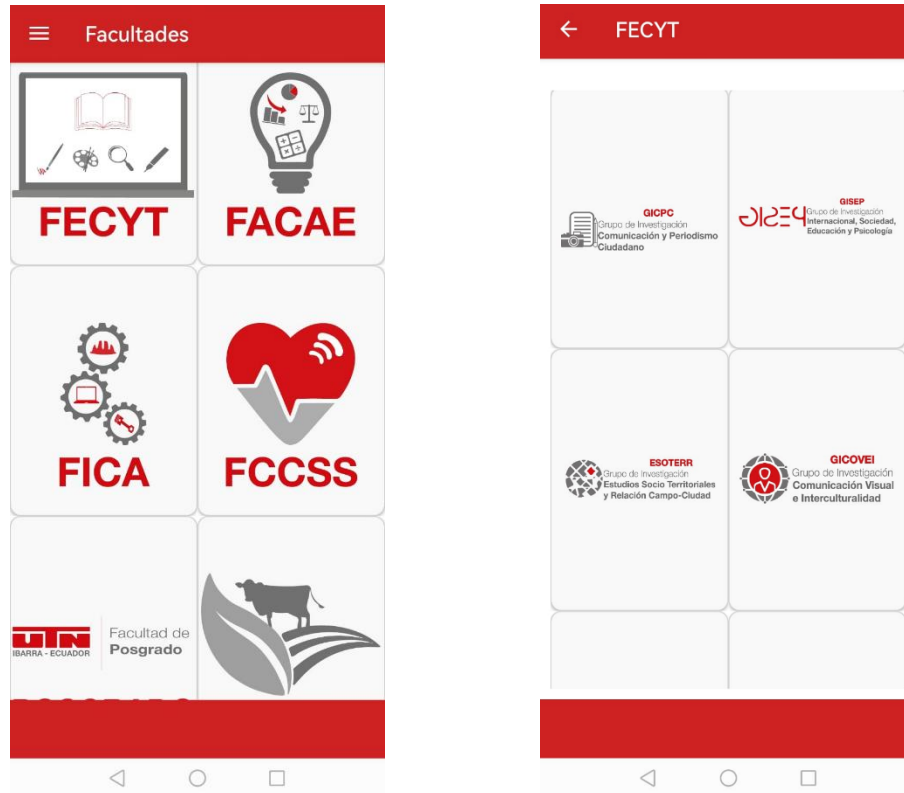 Facultades
FECYT
FACAE
FICA
FCCSS
UTN
IBARRA - ECUADOR
Facultad de
Posgrado
FECYT
GICPC
Grupo de Investigación
Comunicación y Periodismo
Ciudadano
GISEP
GISEP
Grupo de Investigación
Internacional, Sociedad,
Educación y Psicología
ESOTERR
Grupo de Investigación
Estudios Socio Territoriales
y Relación Campo-Ciudad
GICOVEI
Grupo de Investigación
Comunicación Visual
e Interculturalidad